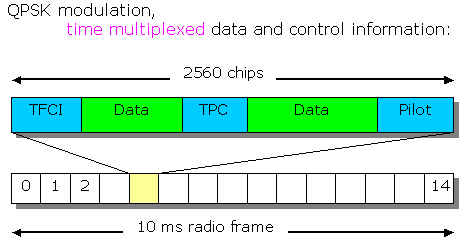 QPSK modulation,
time multiplexed data and control information:
2560 chips
TFCI Data TPC Data Pilot
0 1 2 14
10 ms radio frame